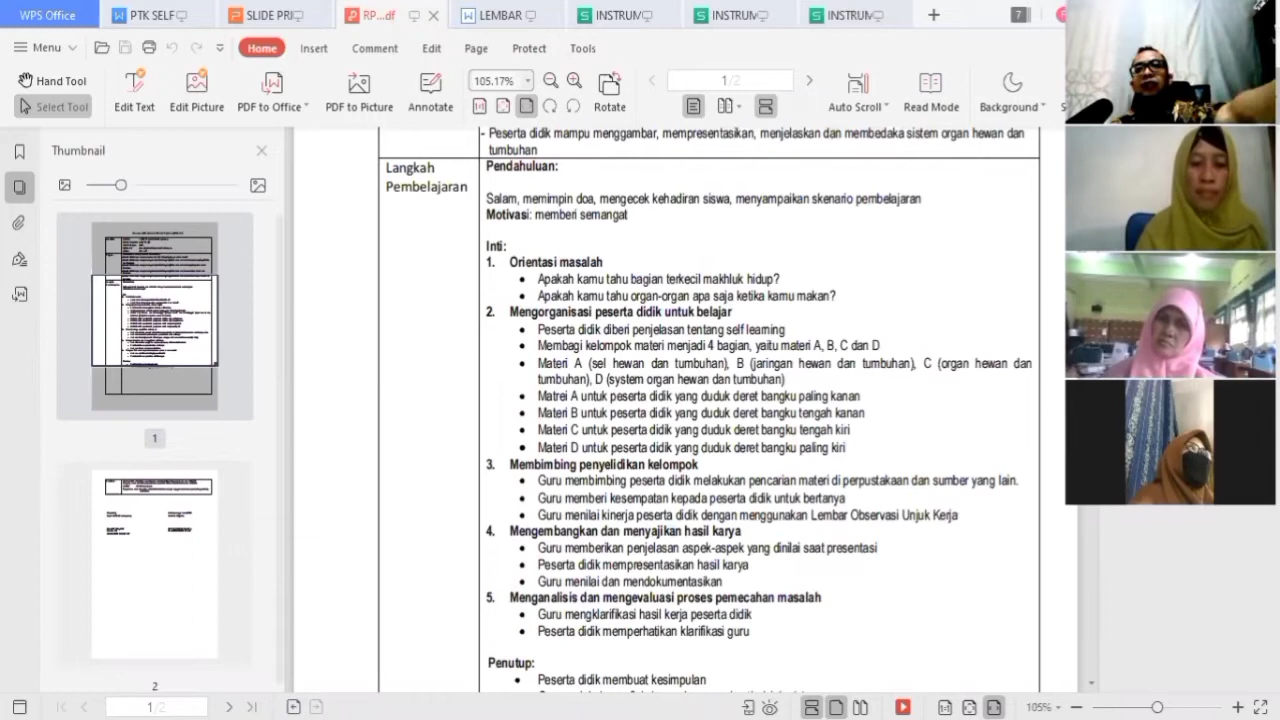 WPS Office
PTK SELF
SLIDE PRE
RP...df
LEMBAR
INSTRUM
INSTRUM
INSTRUM
+
7
Menu
Home
Insert
Comment
Edit
Page
Protect
Tools
Hand Tool
Select Tool
Edit Text
Edit Picture
PDF to Office
PDF to Picture
Annotate
105.17%
Rotate
1/2
Auto Scroll
Read Mode
Background
Thumbnail
1
2
- Peserta didik mampu menggambar, mempresentasikan, menjelaskan dan membedaka sistem organ hewan dan
tumbuhan
Langkah
Pembelajaran
Pendahuluan:
Salam, memimpin doa, mengecek kehadiran siswa, menyampaikan skenario pembelajaran
Motivasi: memberi semangat
Inti:
1. Orientasi masalah
• Apakah kamu tahu bagian terkecil makhluk hidup?
• Apakah kamu tahu organ-organ apa saja ketika kamu makan?
2. Mengorganisasi peserta didik untuk belajar
• Peserta didik diberi penjelasan tentang self learning
• Membagi kelompok materi menjadi 4 bagian, yaitu materi A, B, C dan D
• Materi A (sel hewan dan tumbuhan), B (jaringan hewan dan tumbuhan), C (organ hewan dan
tumbuhan), D (system organ hewan dan tumbuhan)
• Matrei A untuk peserta didik yang duduk deret bangku paling kanan
• Materi B untuk peserta didik yang duduk deret bangku tengah kanan
• Materi C untuk peserta didik yang duduk deret bangku tengah kiri
• Materi D untuk peserta didik yang duduk deret bangku paling kiri
3. Membimbing penyelidikan kelompok
• Guru membimbing peserta didik melakukan pencarian materi di perpustakaan dan sumber yang lain.
• Guru memberi kesempatan kepada peserta didik untuk bertanya
• Guru menilai kinerja peserta didik dengan menggunakan Lembar Observasi Unjuk Kerja
4. Mengembangkan dan menyajikan hasil karya
• Guru memberikan penjelasan aspek-aspek yang dinilai saat presentasi
• Peserta didik mempresentasikan hasil karya
• Guru menilai dan mendokumentasikan
5. Menganalisis dan mengevaluasi proses pemecahan masalah
• Guru mengklarifikasi hasil kerja peserta didik
• Peserta didik memperhatikan klarifikasi guru
Penutup:
• Peserta didik membuat kesimpulan
1/2
105%